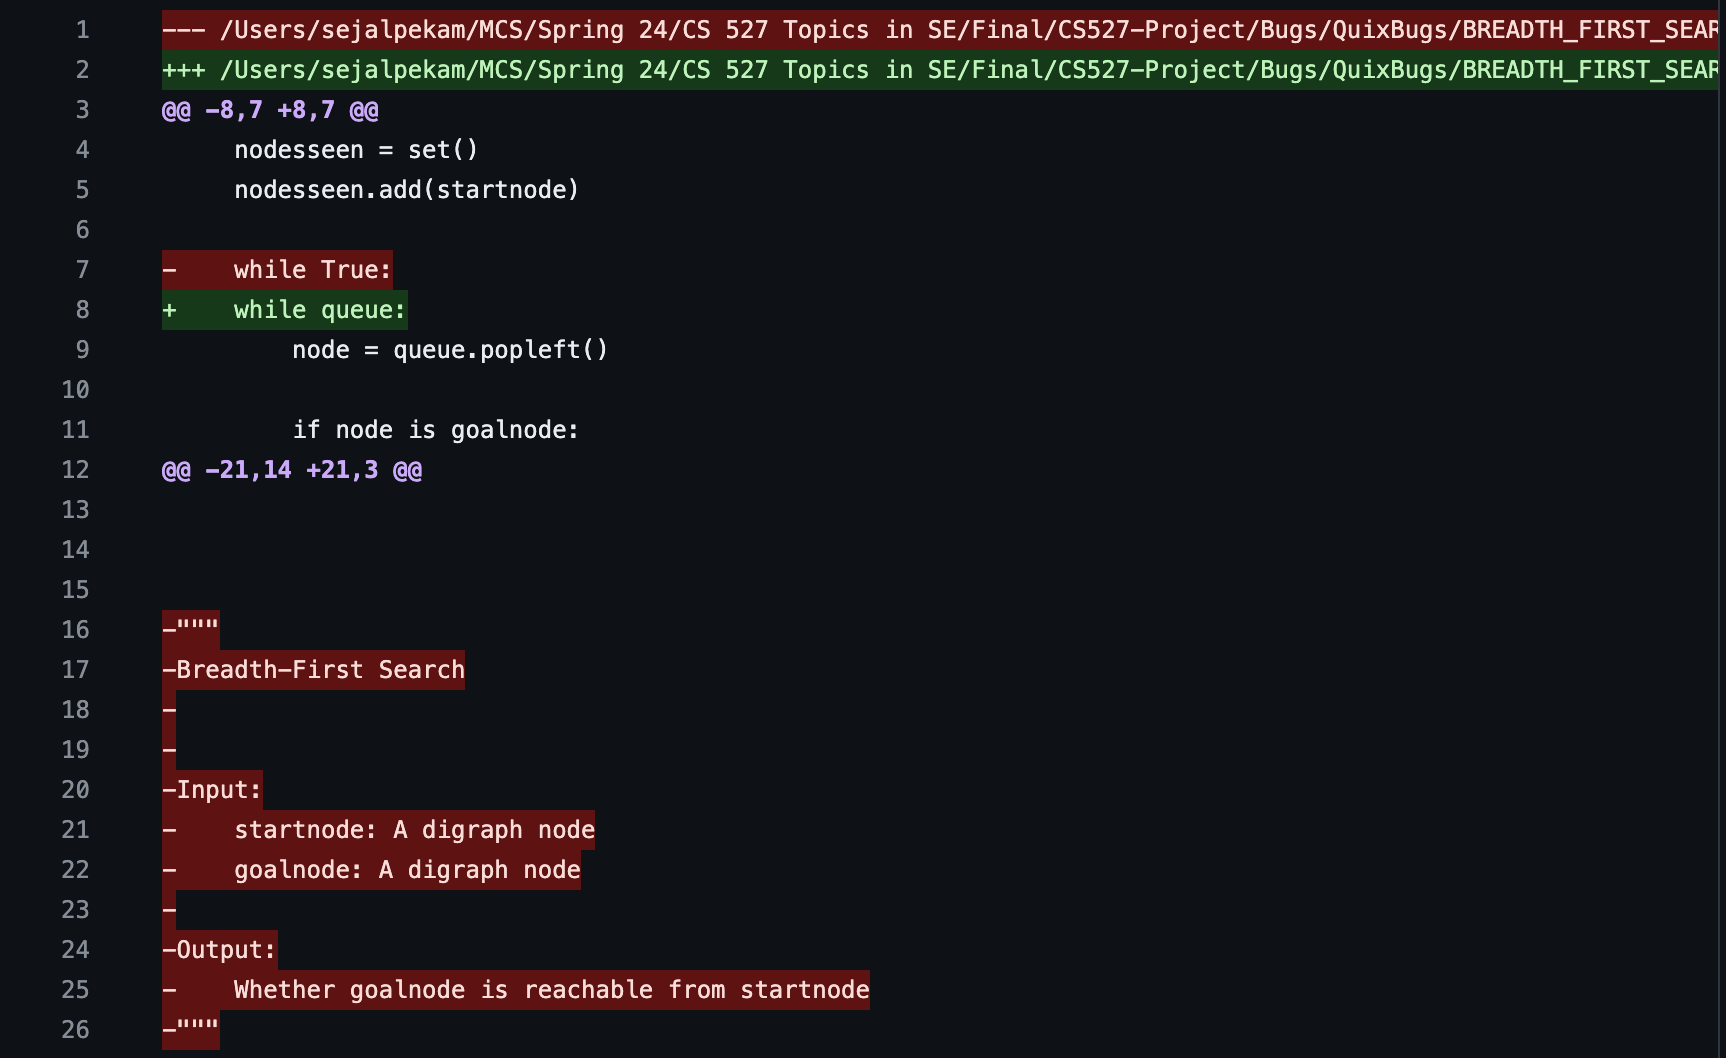 1 --- /Users/sejalpekam/MCS/Spring 24/CS 527 Topics in SE/Final/CS527-Project/Bugs/QuixBugs/BREADTH_FIRST_SEAR
2 +++ /Users/sejalpekam/MCS/Spring 24/CS 527 Topics in SE/Final/CS527-Project/Bugs/QuixBugs/BREADTH_FIRST_SEAR
3 @@ -8,7 +8,7 @@
4      nodesseen = set()
5      nodesseen.add(startnode)
6
7 -    while True:
8 +    while queue:
9          node = queue.popleft()
10
11          if node is goalnode:
12 @@ -21,14 +21,3 @@
13
14
15
16 -"""
17 -Breadth-First Search
18 -
19 -
20 -Input:
21 -    startnode: A digraph node
22 -    goalnode: A digraph node
23 -
24 -Output:
25 -    Whether goalnode is reachable from startnode
26 -"""